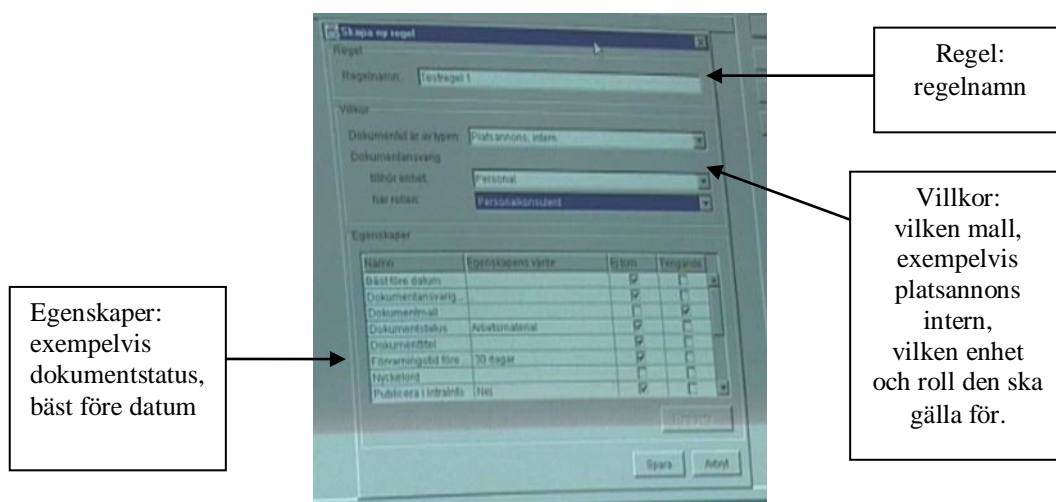 Skapa ny regel
Regel
Regelnamn: Testregel 1
Villkor
Dokumentet är av typen: Platsannons, intern
Dokumentansvarig
tillhör enhet: Personal
har rollen: Personalkonsulent
Egenskaper
Namn Egenskapens värde Ej tom Tvingande
Bäst före datum
Dokumentansvarig...
Dokumentmall
Dokumentstatus Arbetsmaterial
Dokumenttitel
Förvarningstid före 30 dagar
Nyckelord
Publicera i IntraInfo Nej
Spara Avbryt
Regel:
regelnamn
Villkor:
vilken mall,
exempelvis
platsannons
intern,
vilken enhet
och roll den ska
gälla för.
Egenskaper:
exempelvis
dokumentstatus,
bäst före datum